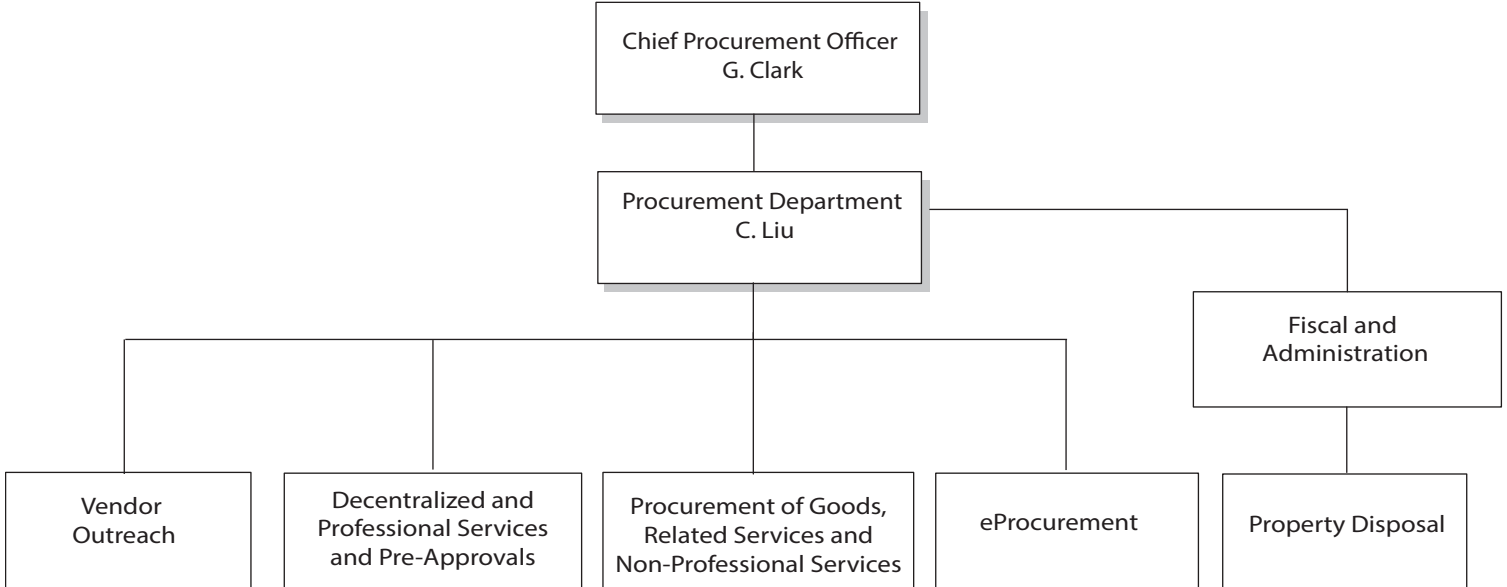 Chief Procurement Officer
G. Clark
Procurement Department
C. Liu
Fiscal and
Administration
Vendor
Outreach
Decentralized and
Professional Services
and Pre-Approvals
Procurement of Goods,
Related Services and
Non-Professional Services
eProcurement
Property Disposal